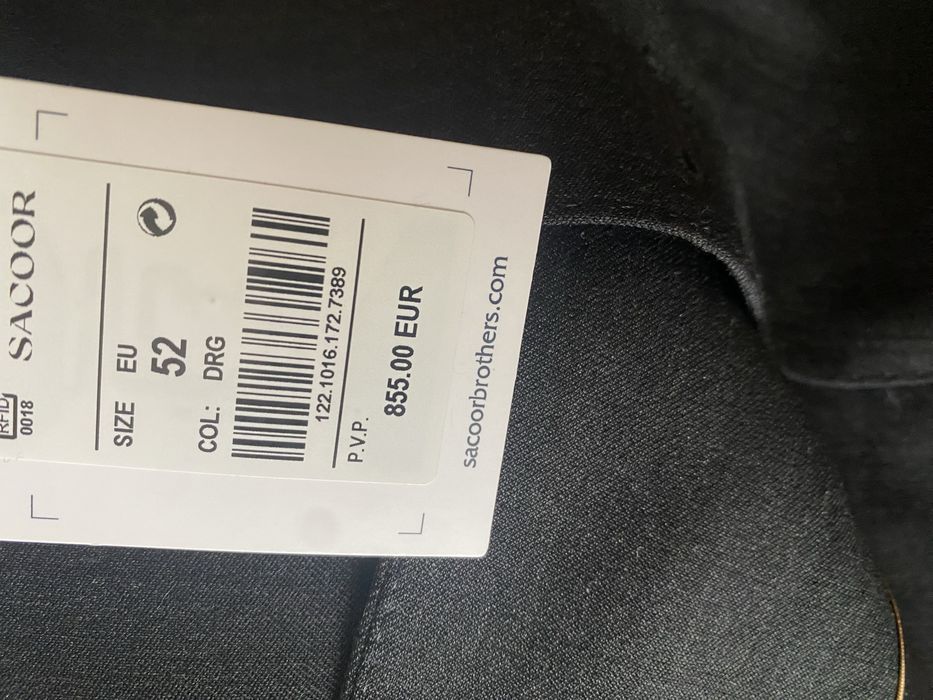 RFID
0018
SACOOR
SIZE EU
52
COL: DRG
122.1016.172.7389
P.V.P.
855.00 EUR
sacoorbrothers.com